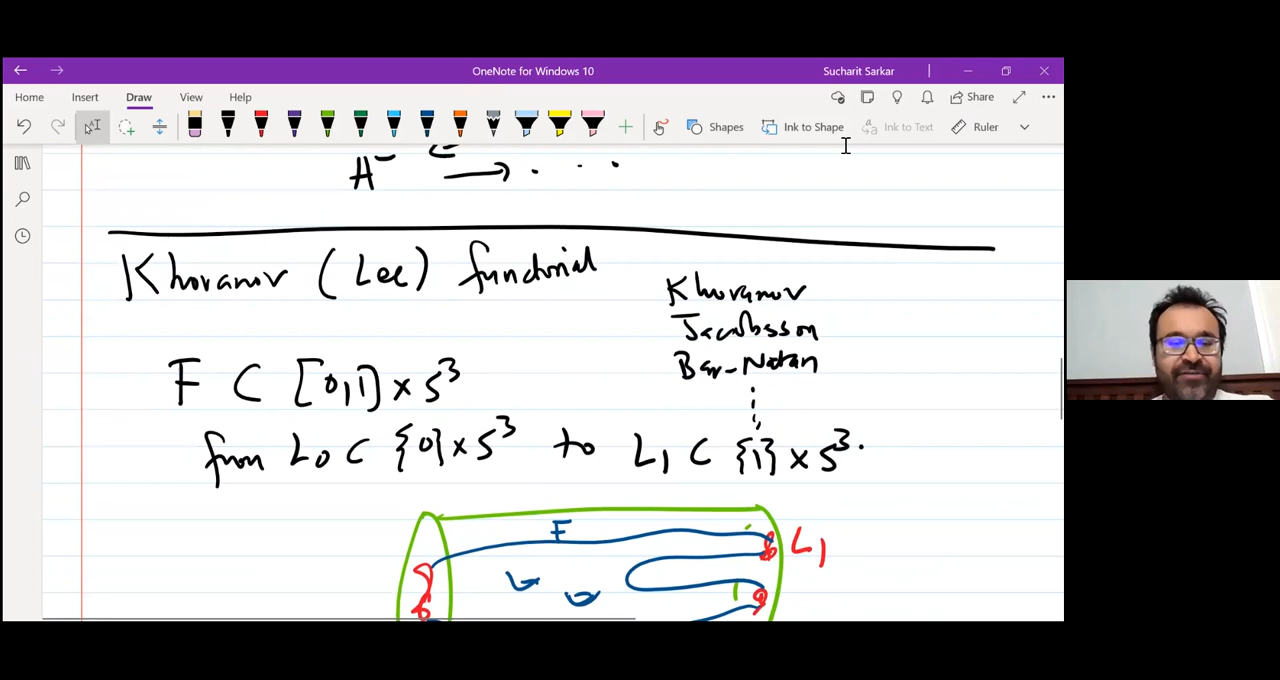 OneNote for Windows 10
Sucharit Sarkar
Home Insert Draw View Help
Share
Shapes
Ink to Shape
Ink to Text
Ruler
A⁻ → . . .
Khovanov (Lee) functorial
Khovanov
Jacobsson
Bar-Natan
F ⊂ [0,1] × S³
from L₀ ⊂ {0} × S³ to L₁ ⊂ {1} × S³.
F
L₁